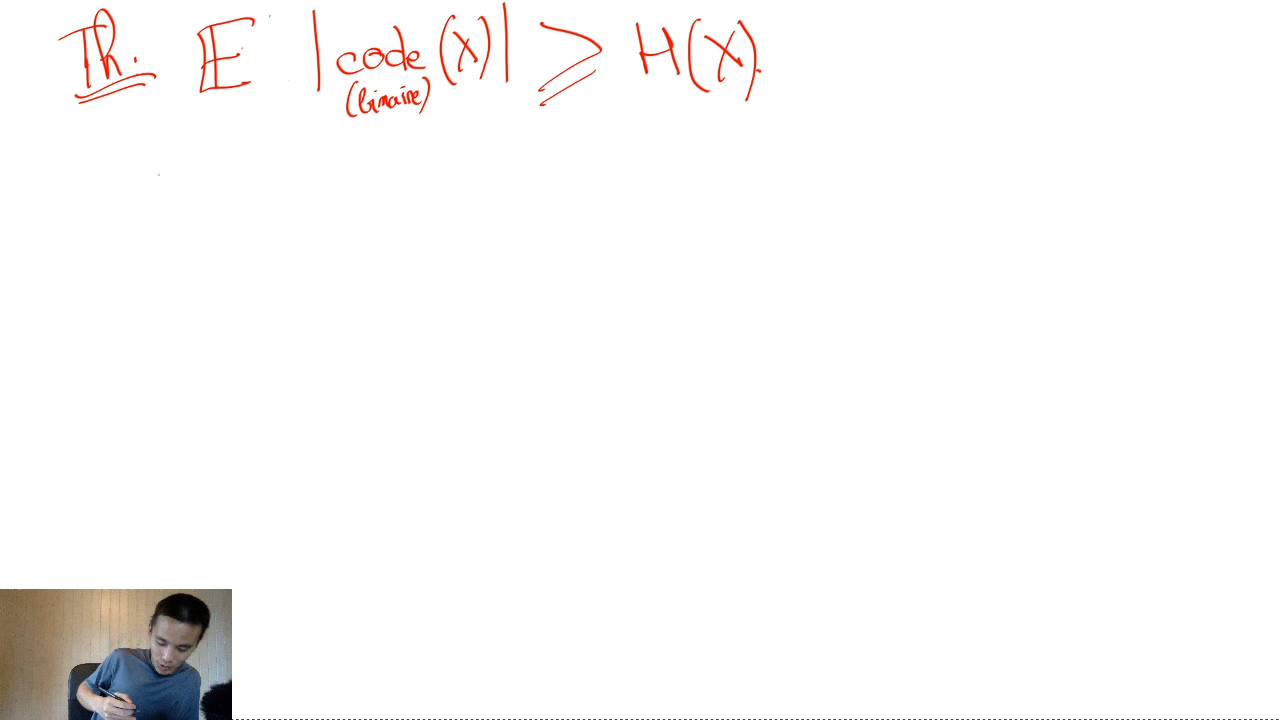 Th. 𝔼 |code(X)| ⩾ H(X).
(binaire)